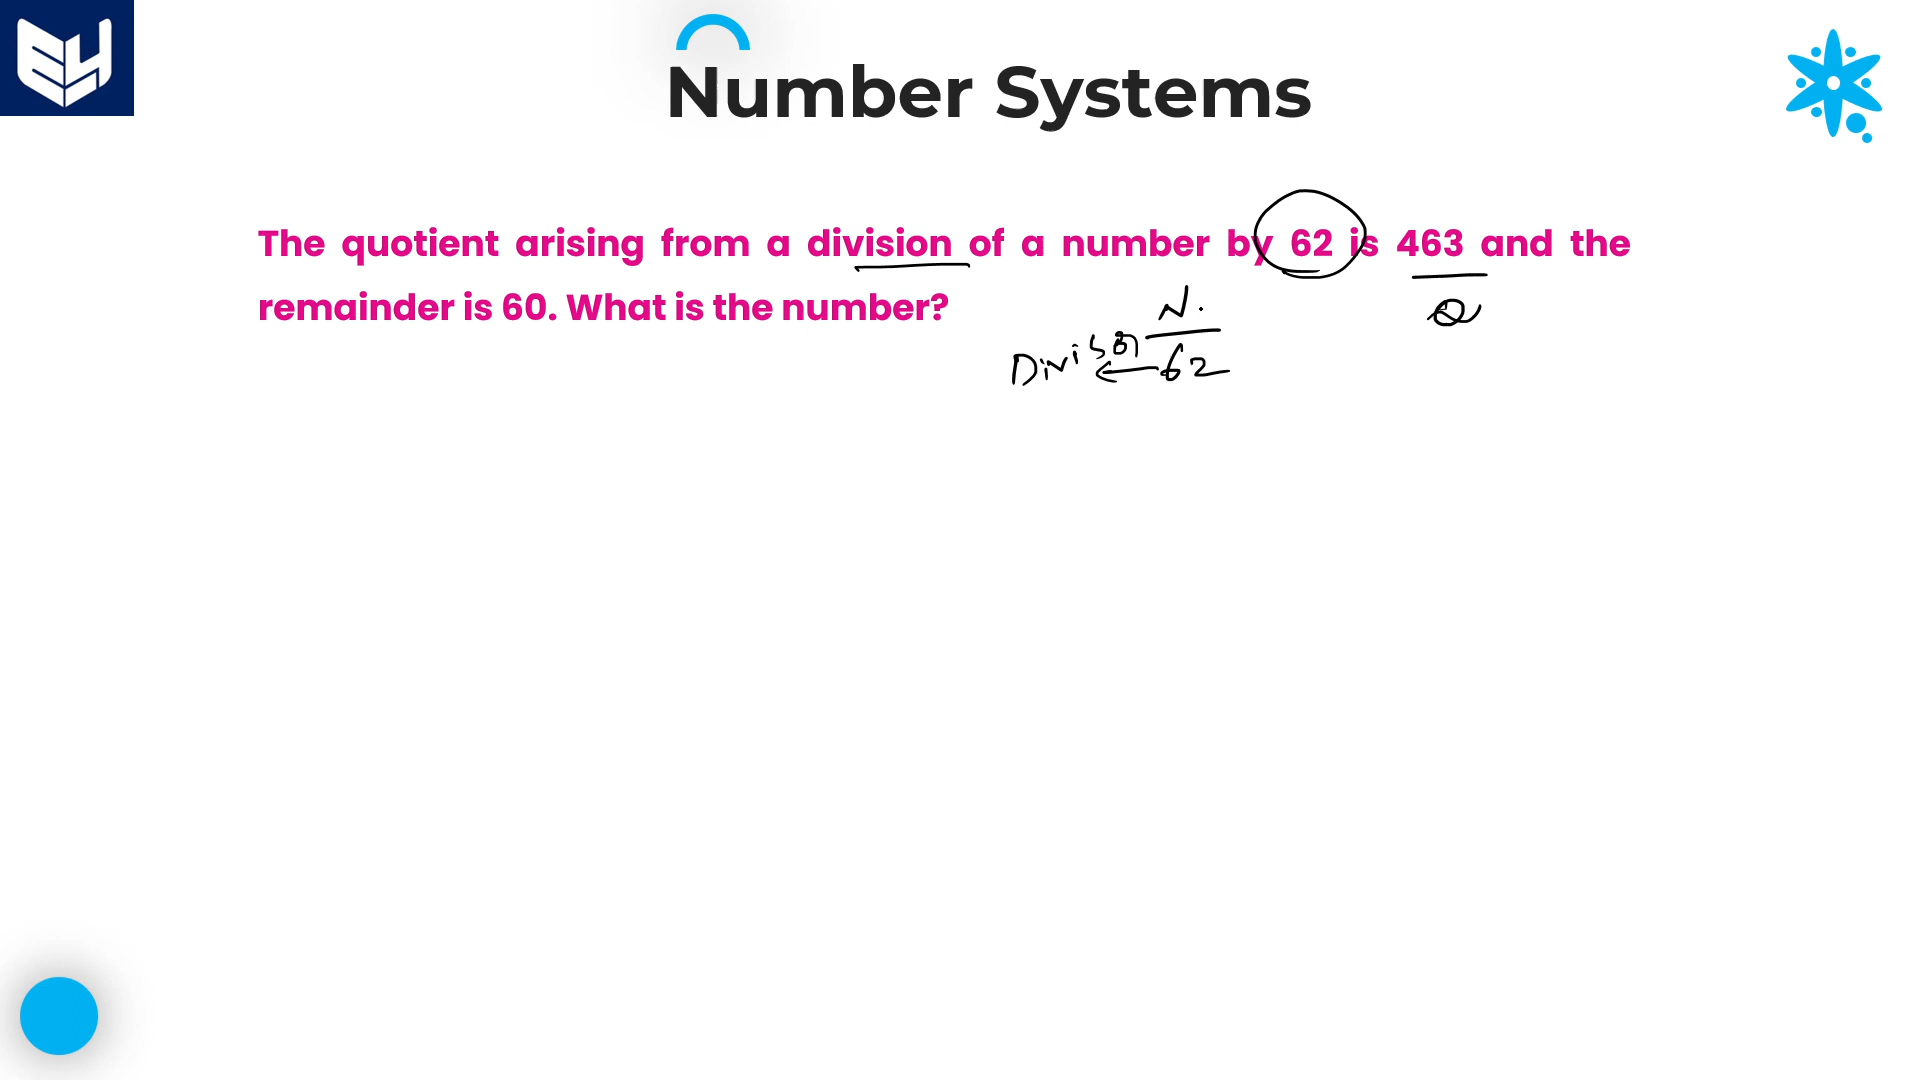 Number Systems
The quotient arising from a division of a number by 62 is 463 and the
remainder is 60. What is the number?
N.
Q
Divisor
62